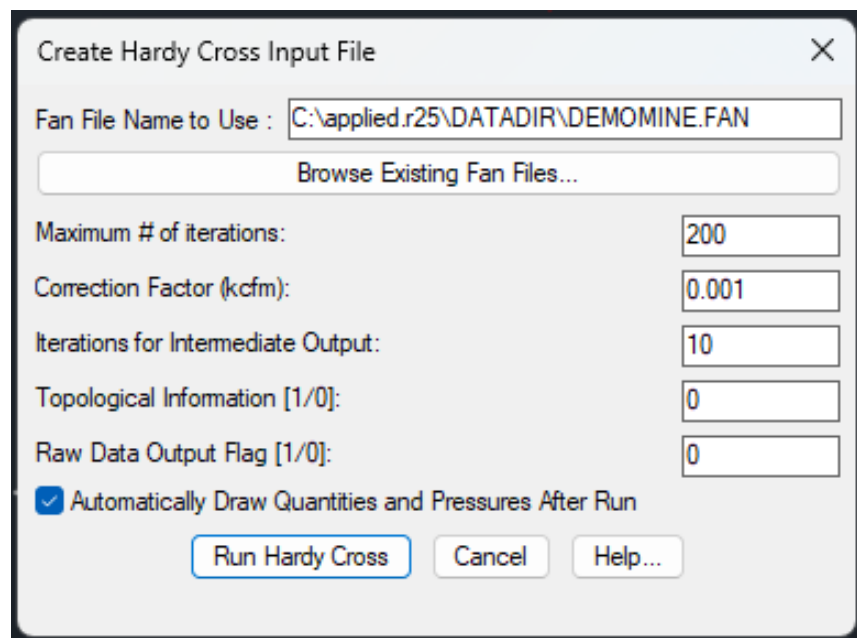 Create Hardy Cross Input File
Fan File Name to Use : C:\applied.r25\DATADIR\DEMOMINE.FAN
Browse Existing Fan Files...
Maximum # of iterations: 200
Correction Factor (kcfm): 0.001
Iterations for Intermediate Output: 10
Topological Information [1/0]: 0
Raw Data Output Flag [1/0]: 0
Automatically Draw Quantities and Pressures After Run
Run Hardy Cross Cancel Help...